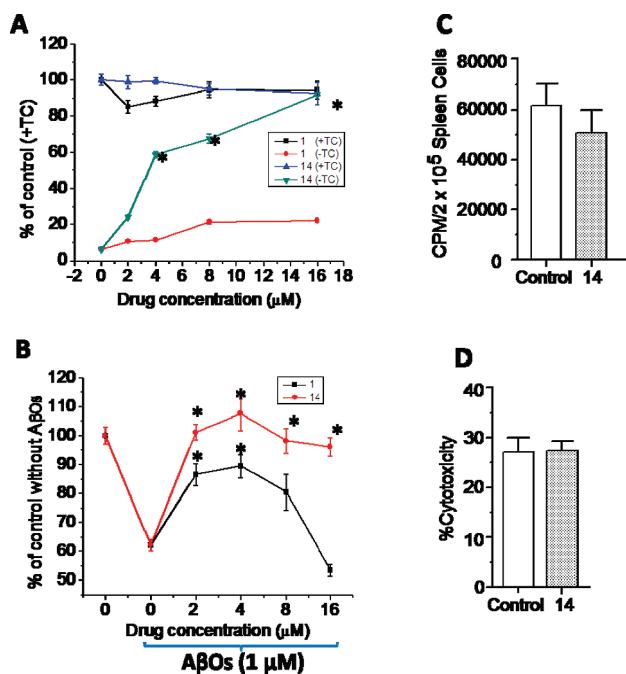 A
% of control (+TC)
120
100
80
60
40
20
0
-2 0 2 4 6 8 10 12 14 16 18
Drug concentration (μM)
1 (+TC)
1 (-TC)
14 (+TC)
14 (-TC)
*
*
*
B
% of control without AβOs
120
110
100
90
80
70
60
50
0 0 2 4 8 16
Drug concentration (μM)
AβOs (1 μM)
1
14
* * * *
* *
C
CPM/2 x 10⁵ Spleen Cells
80000
60000
40000
20000
0
Control 14
D
%Cytotoxicity
40
30
20
10
0
Control 14